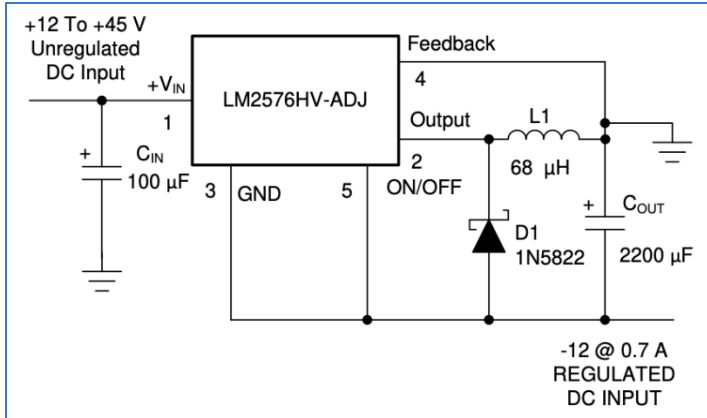 +12 To +45 V
Unregulated
DC Input
+VIN
1
LM2576HV-ADJ
Feedback
4
Output
2
ON/OFF
L1
68 µH
+
CIN
100 µF
3
GND
5
D1
1N5822
+
COUT
2200 µF
-12 @ 0.7 A
REGULATED
DC INPUT